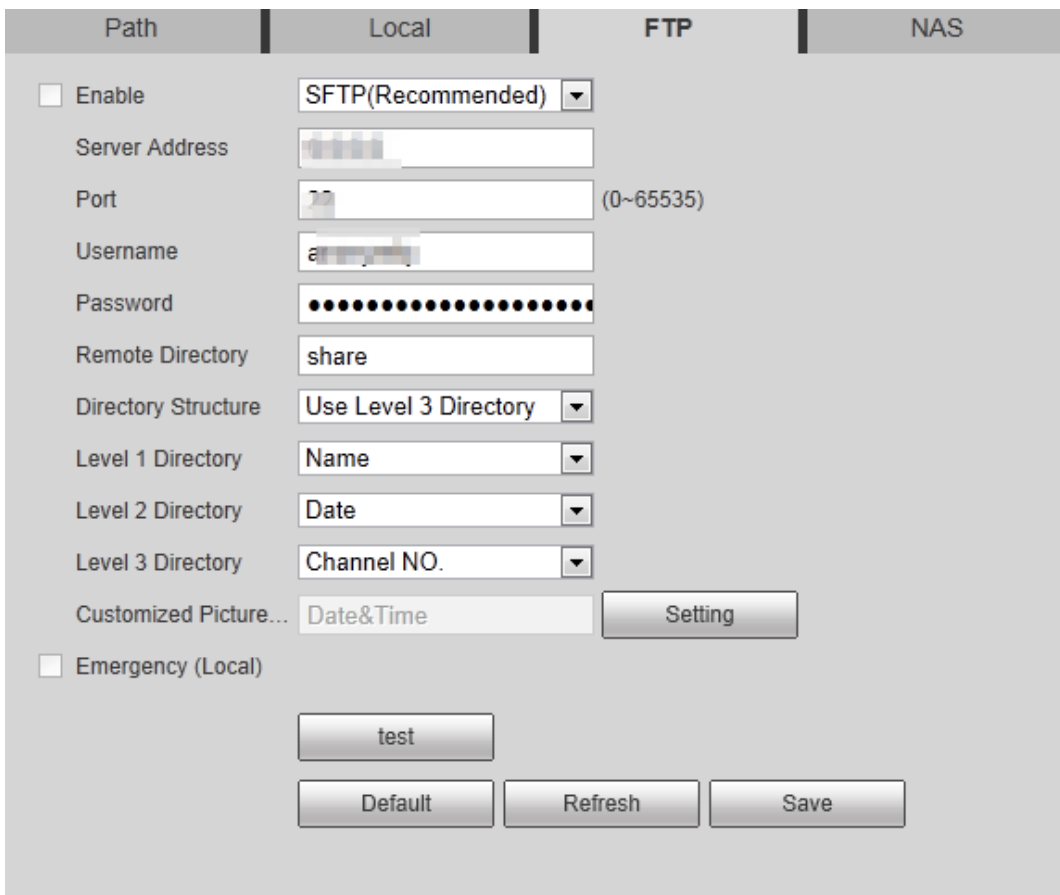 Path Local FTP NAS
Enable SFTP(Recommended)
Server Address
Port (0~65535)
Username
Password ●●●●●●●●●●●●●●●●●●●●
Remote Directory share
Directory Structure Use Level 3 Directory
Level 1 Directory Name
Level 2 Directory Date
Level 3 Directory Channel NO.
Customized Picture... Date&Time Setting
Emergency (Local)
test
Default Refresh Save